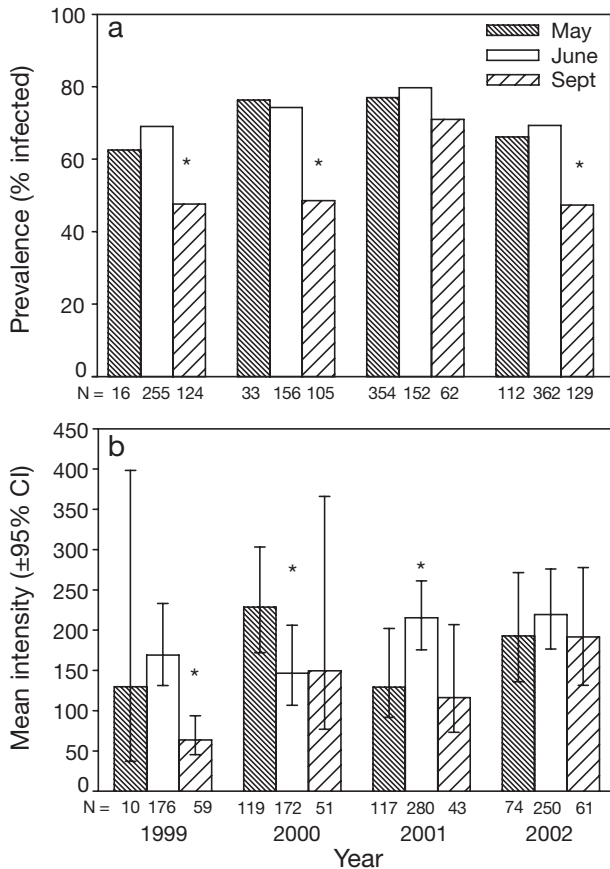 a
May
June
Sept
Prevalence (% infected)
100
80
60
40
20
0
* * *
N = 16 255 124 33 156 105 354 152 62 112 362 129
b
Mean intensity (±95% CI)
450
400
350
300
250
200
150
100
50
0
* * *
N = 10 176 59 119 172 51 117 280 43 74 250 61
1999 2000 2001 2002
Year